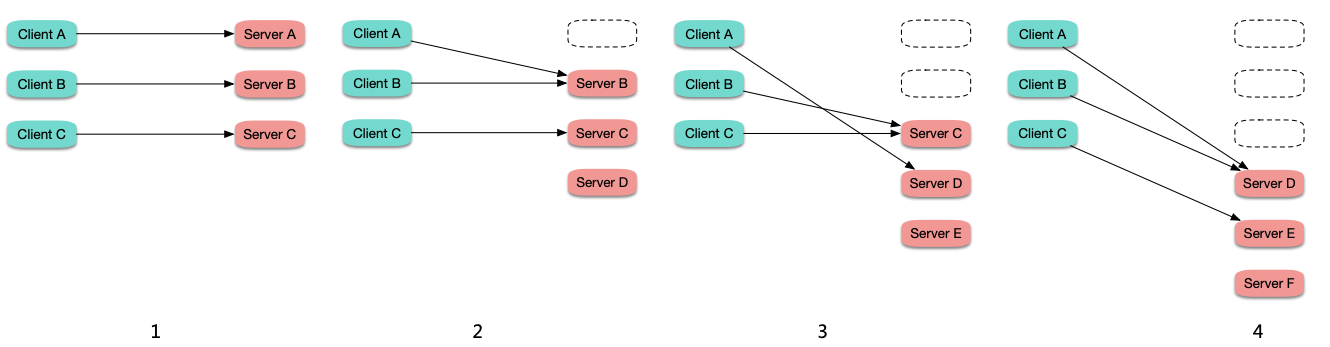 Client A
Server A
Client B
Server B
Client C
Server C
1
Client A
Client B
Server B
Client C
Server C
Server D
2
Client A
Client B
Client C
Server C
Server D
Server E
3
Client A
Client B
Client C
Server D
Server E
Server F
4